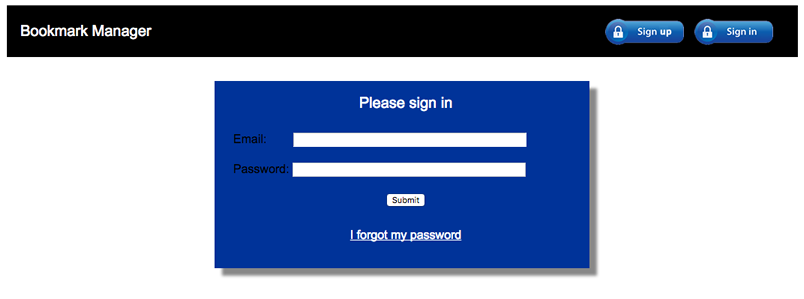 Bookmark Manager
Sign up
Sign in
Please sign in
Email:
Password:
Submit
I forgot my password